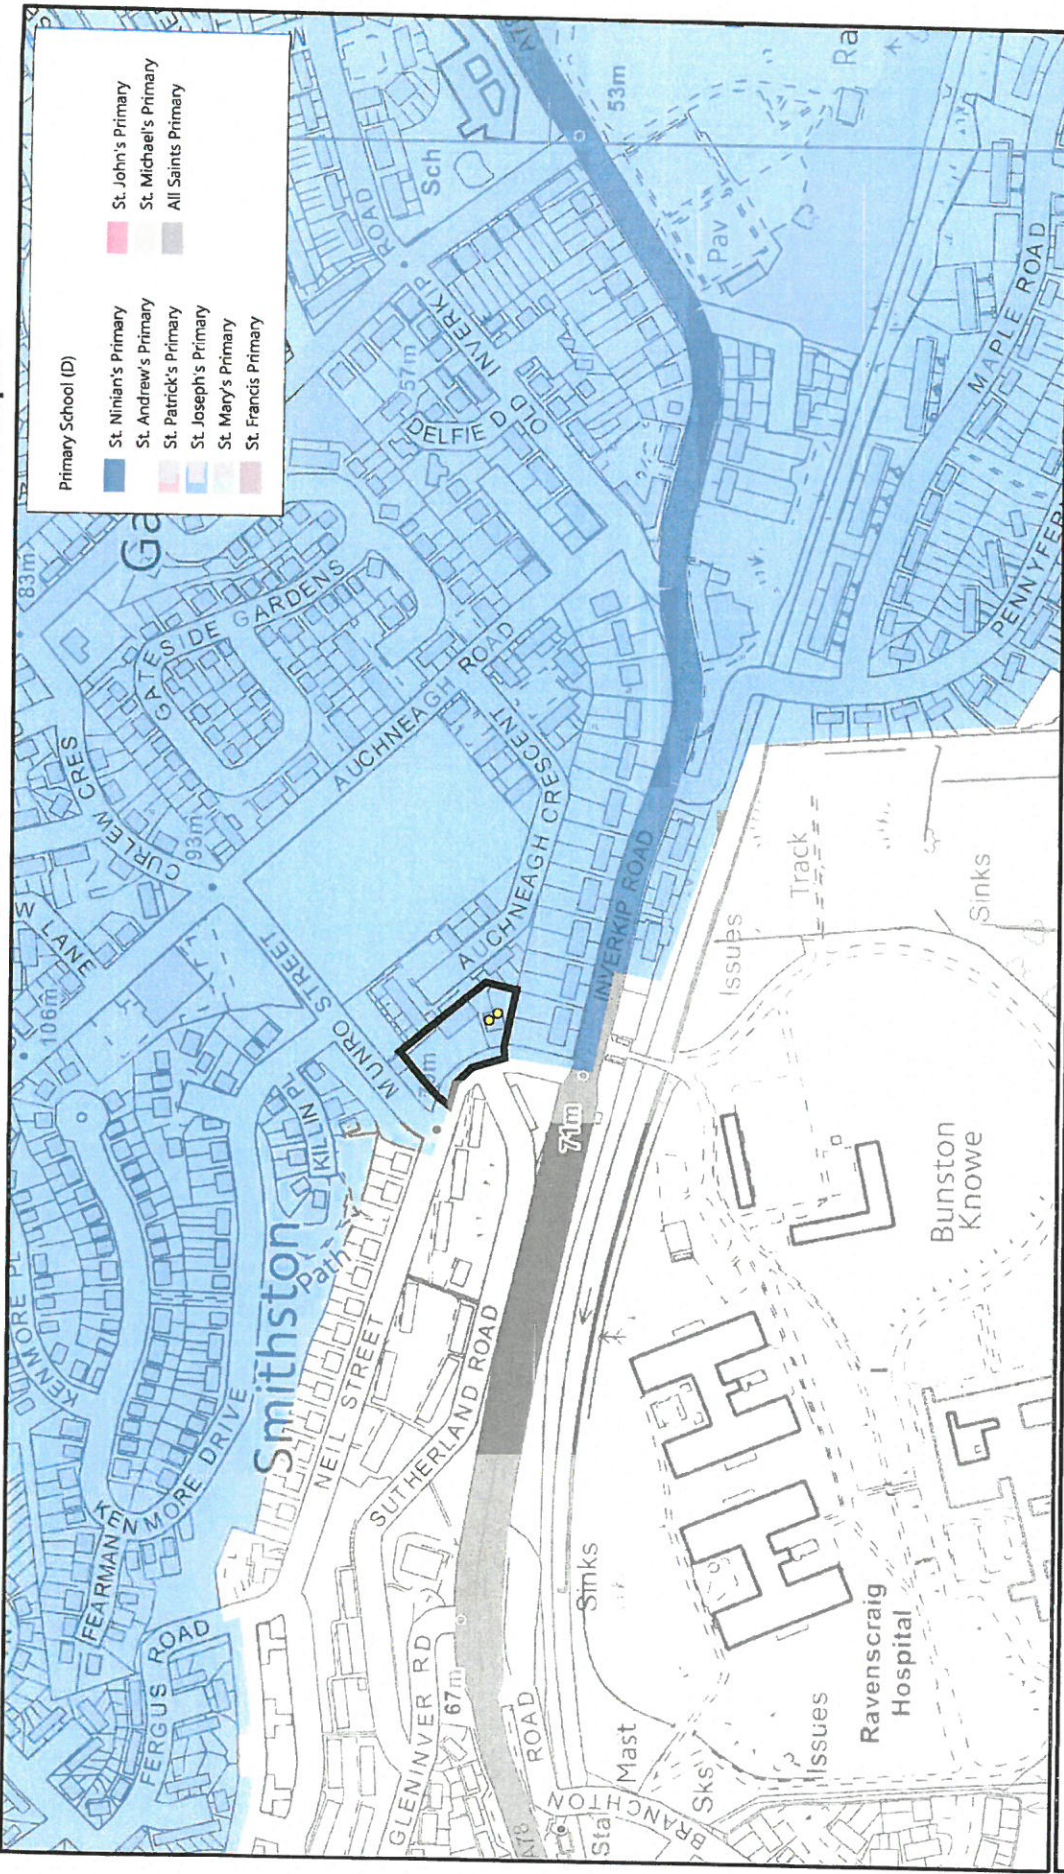 Primary School (D)
St. Ninian's Primary
St. Andrew's Primary
St. Patrick's Primary
St. Joseph's Primary
St. Mary's Primary
St. Francis Primary
St. John's Primary
St. Michael's Primary
All Saints Primary
83m
Ga
CURLEW CRES
93m
GATESIDE GARDENS
AUCHNEAGH ROAD
AUCHNEAGH CRESCENT
DELFIE D
57m
OLD INVERKIP ROAD
Sch
A78
53m
Pav
Ra
MAPLE ROAD
PENNYFER
LANE
106m
MUNRO STREET
KILLIN P
Path
Smithston
KENMORE PL
KENMORE DRIVE
FEARMAN
FERGUS ROAD
NEIL STREET
SUTHERLAND ROAD
GLENINVER RD
67m
71m
INVERKIP ROAD
A78
ROAD
BRANCHTON
Sta
Mast
Sks
Sinks
Issues
Ravenscraig
Hospital
Bunston
Knowe
Issues
Track
Sinks